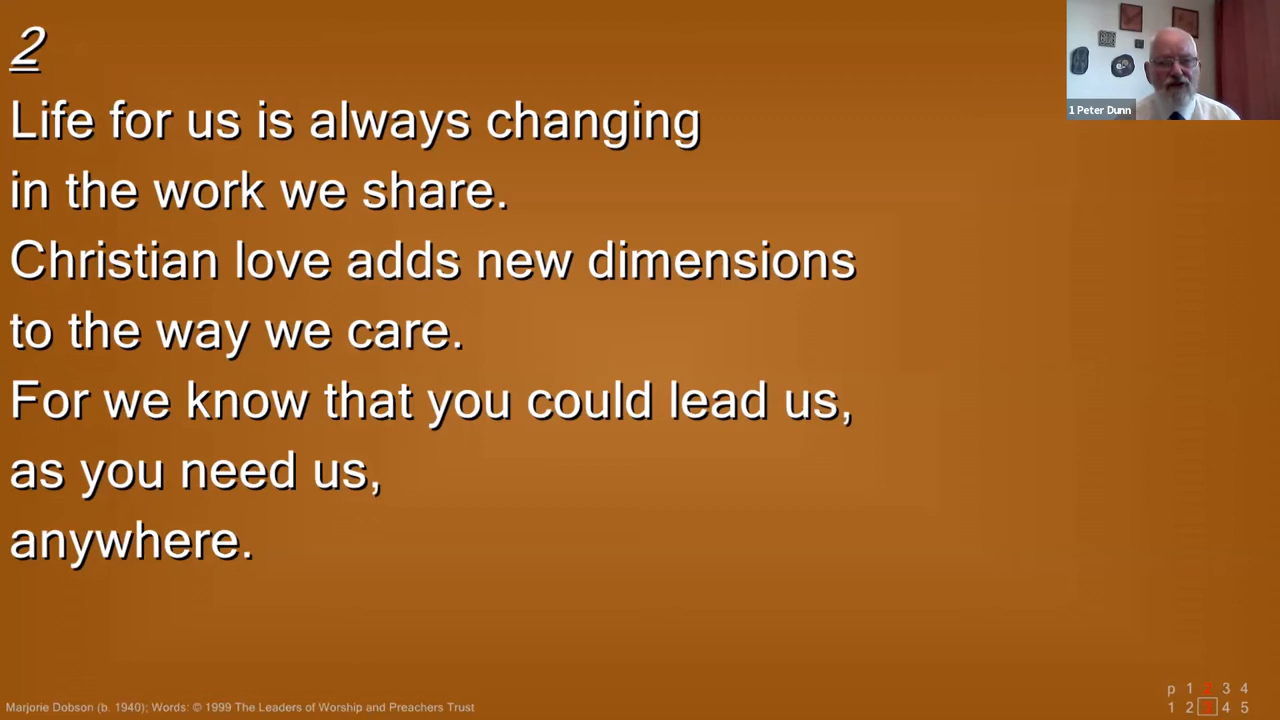 2
Life for us is always changing
in the work we share.
Christian love adds new dimensions
to the way we care.
For we know that you could lead us,
as you need us,
anywhere.
1 Peter Dunn
Marjorie Dobson (b. 1940); Words: © 1999 The Leaders of Worship and Preachers Trust
p 1 2 3 4
1 2 3 4 5